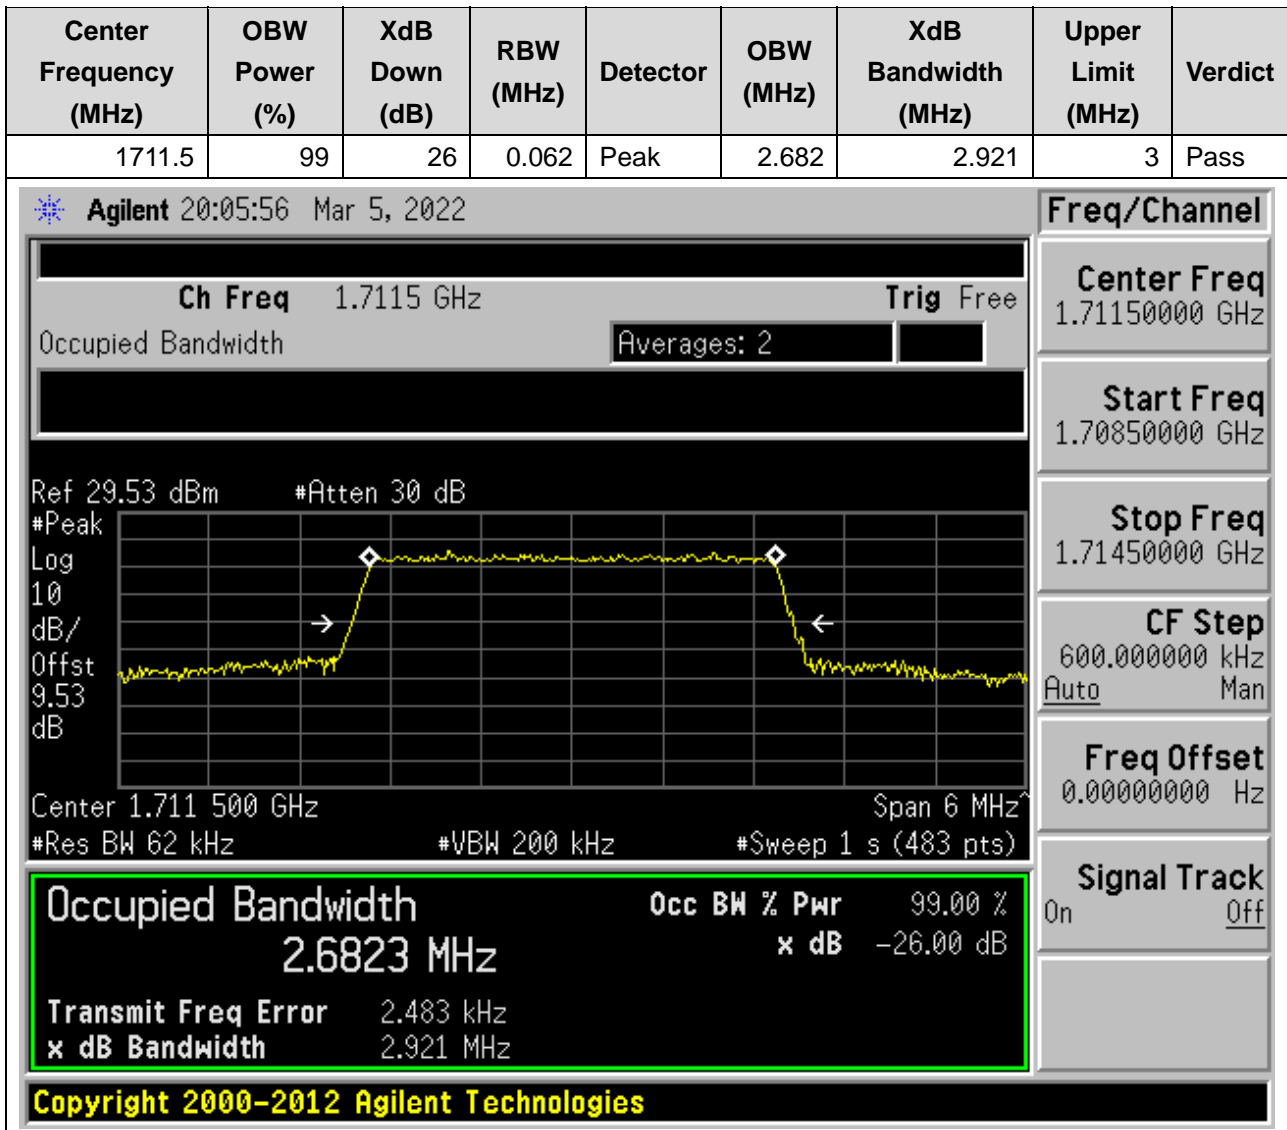 Center Frequency (MHz) OBW Power (%) XdB Down (dB) RBW (MHz) Detector OBW (MHz) XdB Bandwidth (MHz) Upper Limit (MHz) Verdict
1711.5 99 26 0.062 Peak 2.682 2.921 3 Pass
Agilent 20:05:56 Mar 5, 2022
Freq/Channel
Ch Freq 1.7115 GHz Trig Free
Occupied Bandwidth Averages: 2
Center Freq
1.71150000 GHz
Start Freq
1.70850000 GHz
Stop Freq
1.71450000 GHz
CF Step
600.000000 kHz
Auto Man
Freq Offset
0.00000000 Hz
Signal Track
On Off
Ref 29.53 dBm #Atten 30 dB
#Peak
Log
10
dB/
Offst
9.53
dB
Center 1.711 500 GHz Span 6 MHz^
#Res BW 62 kHz #VBW 200 kHz #Sweep 1 s (483 pts)
Occupied Bandwidth Occ BW % Pwr 99.00 %
2.6823 MHz x dB -26.00 dB
Transmit Freq Error 2.483 kHz
x dB Bandwidth 2.921 MHz
Copyright 2000-2012 Agilent Technologies